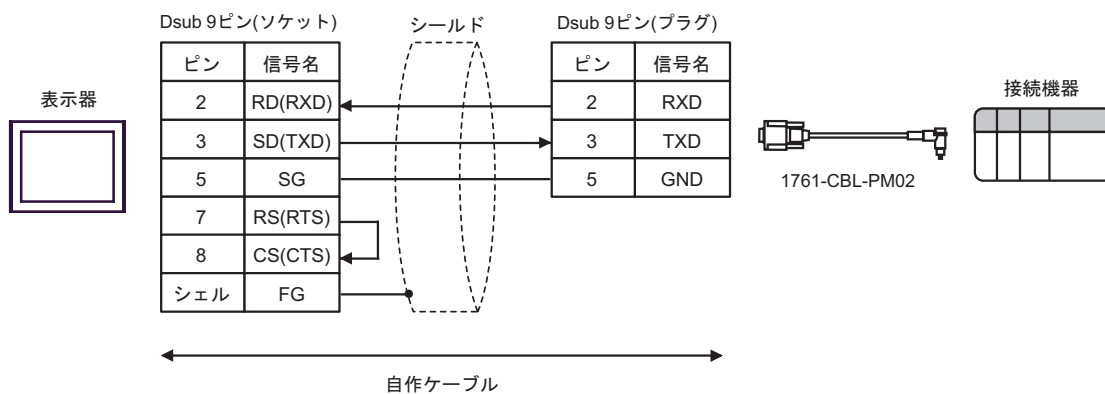 Dsub 9ピン(ソケット)
シールド
Dsub 9ピン(プラグ)
ピン 信号名
ピン 信号名
表示器
接続機器
2 RD(RXD)
2 RXD
3 SD(TXD)
3 TXD
5 SG
5 GND
1761-CBL-PM02
7 RS(RTS)
8 CS(CTS)
シェル FG
自作ケーブル